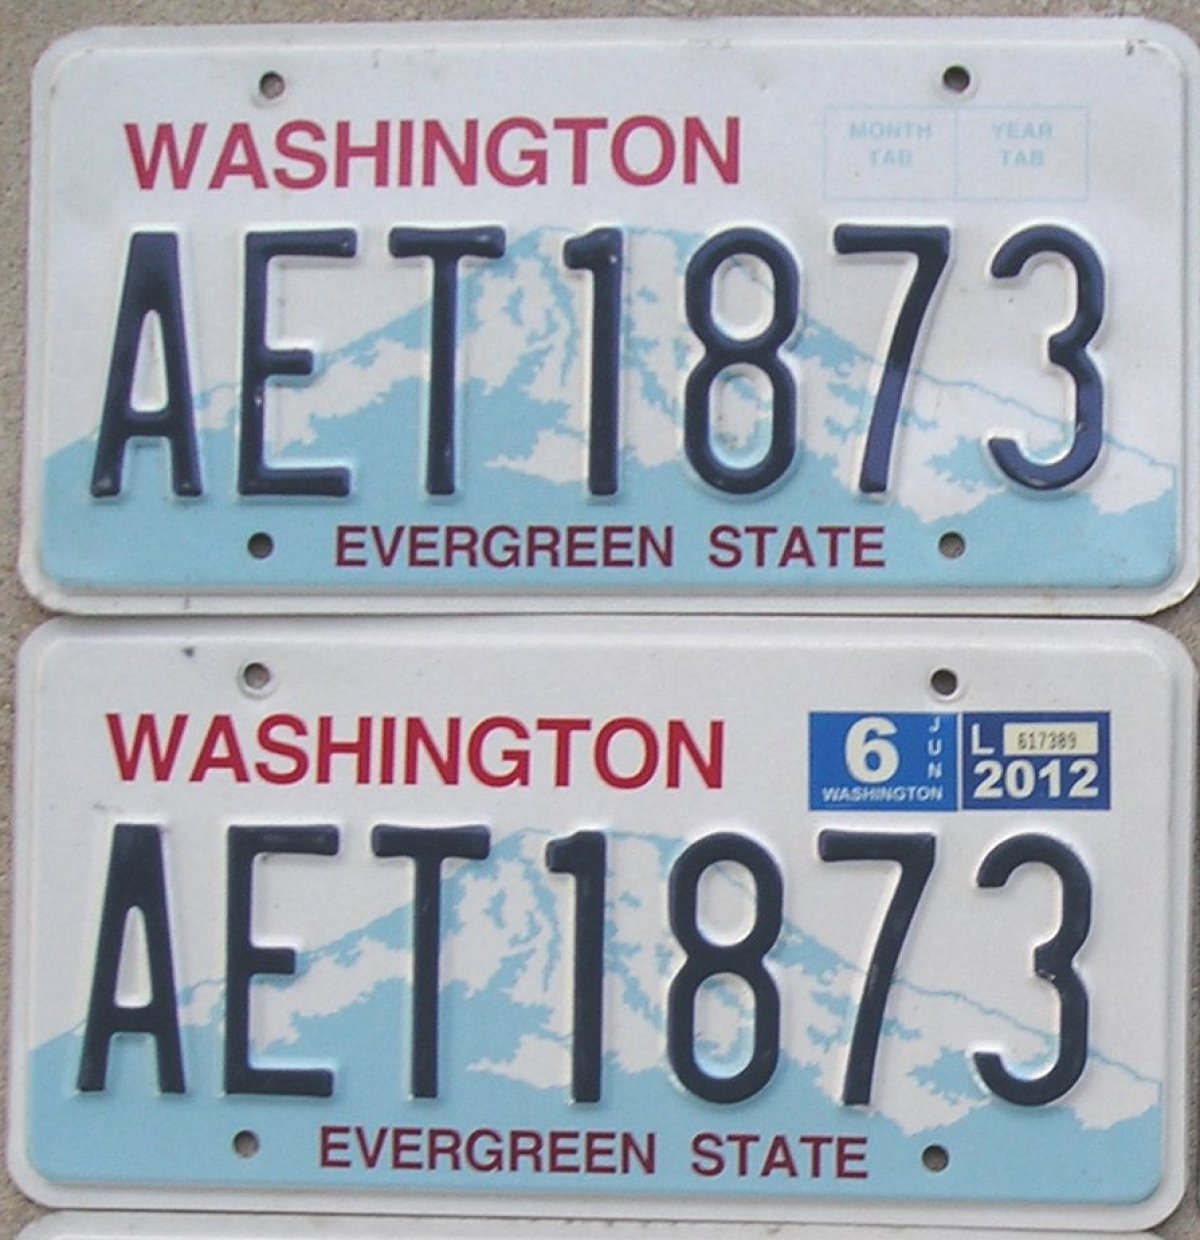 WASHINGTON
MONTH TAB
YEAR TAB
AET1873
EVERGREEN STATE
WASHINGTON
6 JUN WASHINGTON
L 617389
2012
AET1873
EVERGREEN STATE